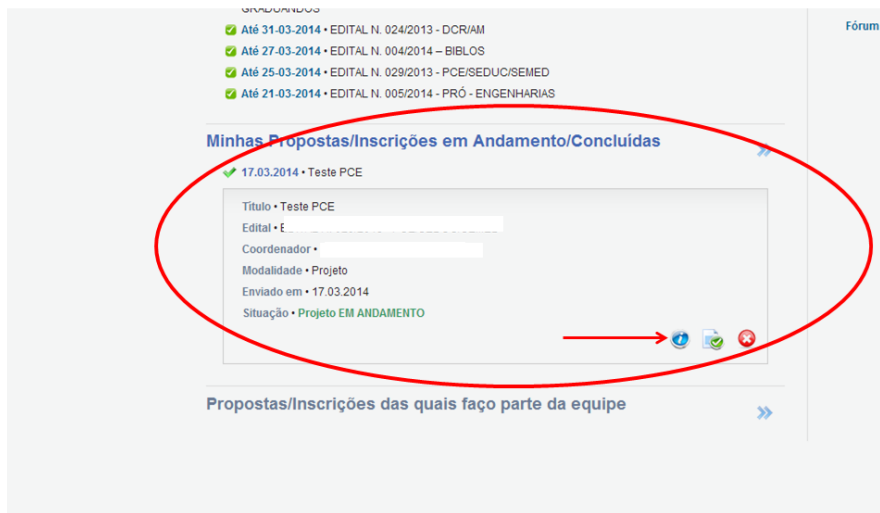 GRADUANDOS
Até 31-03-2014 • EDITAL N. 024/2013 - DCR/AM
Fórum
Até 27-03-2014 • EDITAL N. 004/2014 – BIBLOS
Até 25-03-2014 • EDITAL N. 029/2013 - PCE/SEDUC/SEMED
Até 21-03-2014 • EDITAL N. 005/2014 - PRÓ - ENGENHARIAS
Minhas Propostas/Inscrições em Andamento/Concluídas
17.03.2014 • Teste PCE
Título • Teste PCE
Edital •
Coordenador •
Modalidade • Projeto
Enviado em • 17.03.2014
Situação • Projeto EM ANDAMENTO
Propostas/Inscrições das quais faço parte da equipe